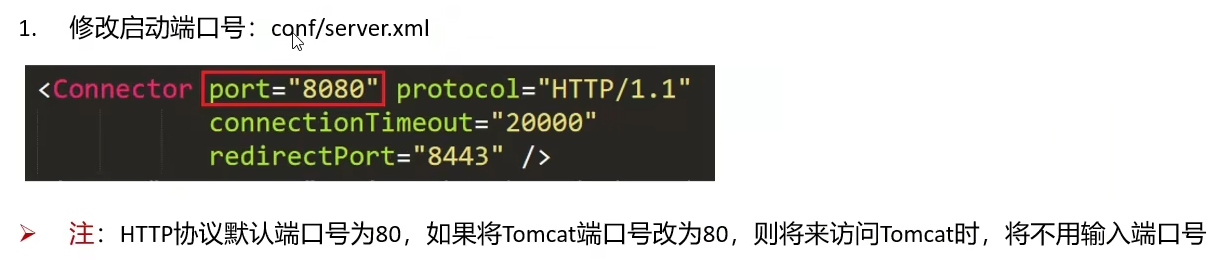 1. 修改启动端口号：conf/server.xml
<Connector port="8080" protocol="HTTP/1.1"
connectionTimeout="20000"
redirectPort="8443" />
注：HTTP协议默认端口号为80，如果将Tomcat端口号改为80，则将来访问Tomcat时，将不用输入端口号